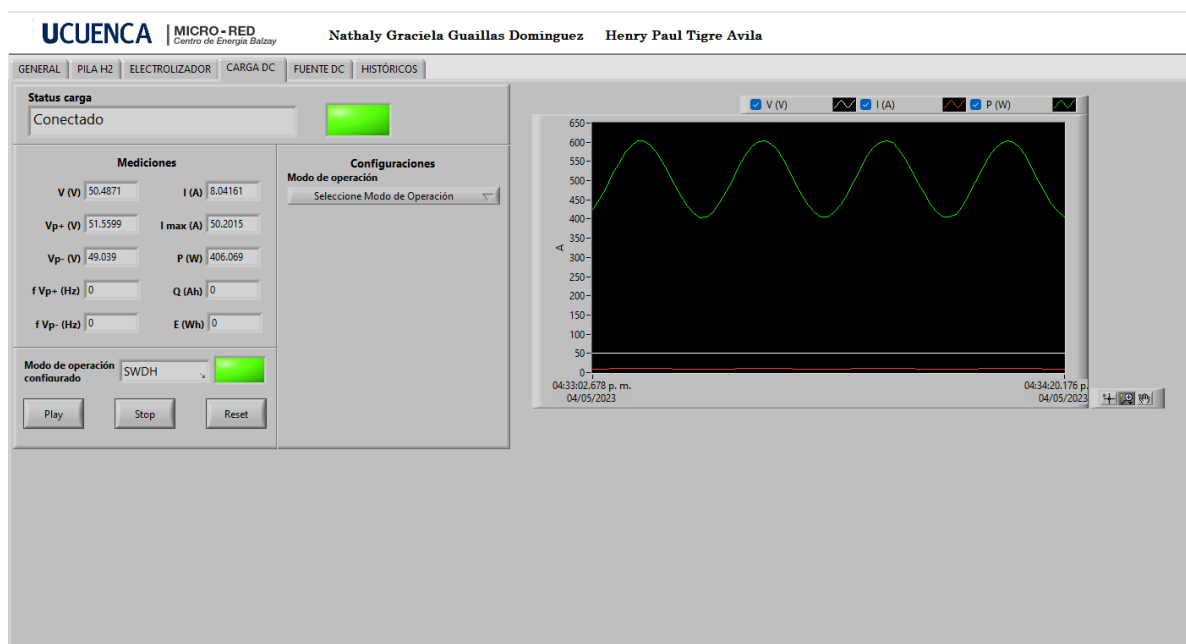 UCUENCA MICRO-RED
Centro de Energía Balzay
Nathaly Graciela Guaillas Dominguez Henry Paul Tigre Avila
GENERAL PILA H2 ELECTROLIZADOR CARGA DC FUENTE DC HISTÓRICOS
Status carga
Conectado
Mediciones
V (V) 50.4871 I (A) 8.04161
Vp+ (V) 51.5599 I max (A) 50.2015
Vp- (V) 49.039 P (W) 406.069
f Vp+ (Hz) 0 Q (Ah) 0
f Vp- (Hz) 0 E (Wh) 0
Modo de operación
configurado
SWDH
Play Stop Reset
Configuraciones
Modo de operación
Seleccione Modo de Operación
V (V) I (A) P (W)
650
600
550
500
450
400
350
A
300
250
200
150
100
50
0
04:33:02.678 p. m. 04:34:20.176 p.
04/05/2023 04/05/2023